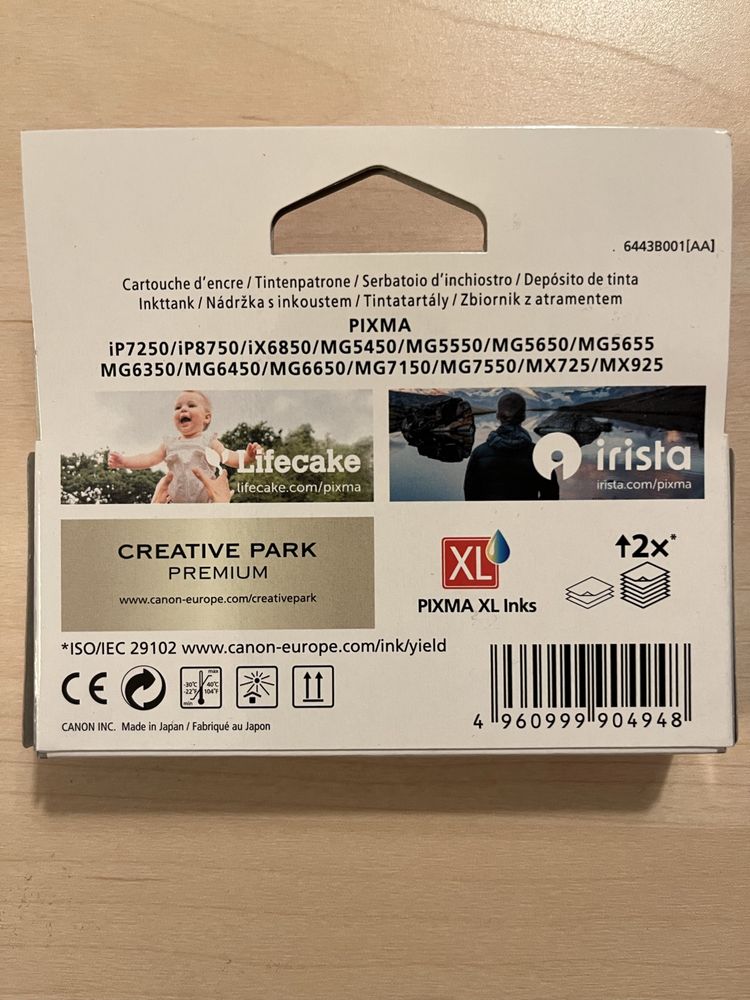 6443B001[AA]
Cartouche d'encre / Tintenpatrone / Serbatoio d'inchiostro / Depósito de tinta
Inkttank / Nádržka s inkoustem / Tintatartály / Zbiornik z atramentem
PIXMA
iP7250/iP8750/iX6850/MG5450/MG5550/MG5650/MG5655
MG6350/MG6450/MG6650/MG7150/MG7550/MX725/MX925
Lifecake
lifecake.com/pixma
irista
irista.com/pixma
CREATIVE PARK
PREMIUM
www.canon-europe.com/creativepark
XL
PIXMA XL Inks
2x*
*ISO/IEC 29102 www.canon-europe.com/ink/yield
CE
max
-30°C 40°C
-22°F 104°F
min
CANON INC. Made in Japan / Fabriqué au Japon
4 960999 904948